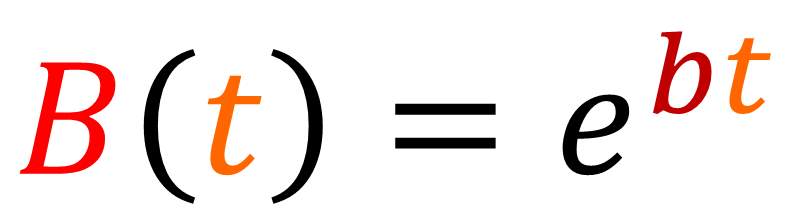 B(t) = e^{bt}